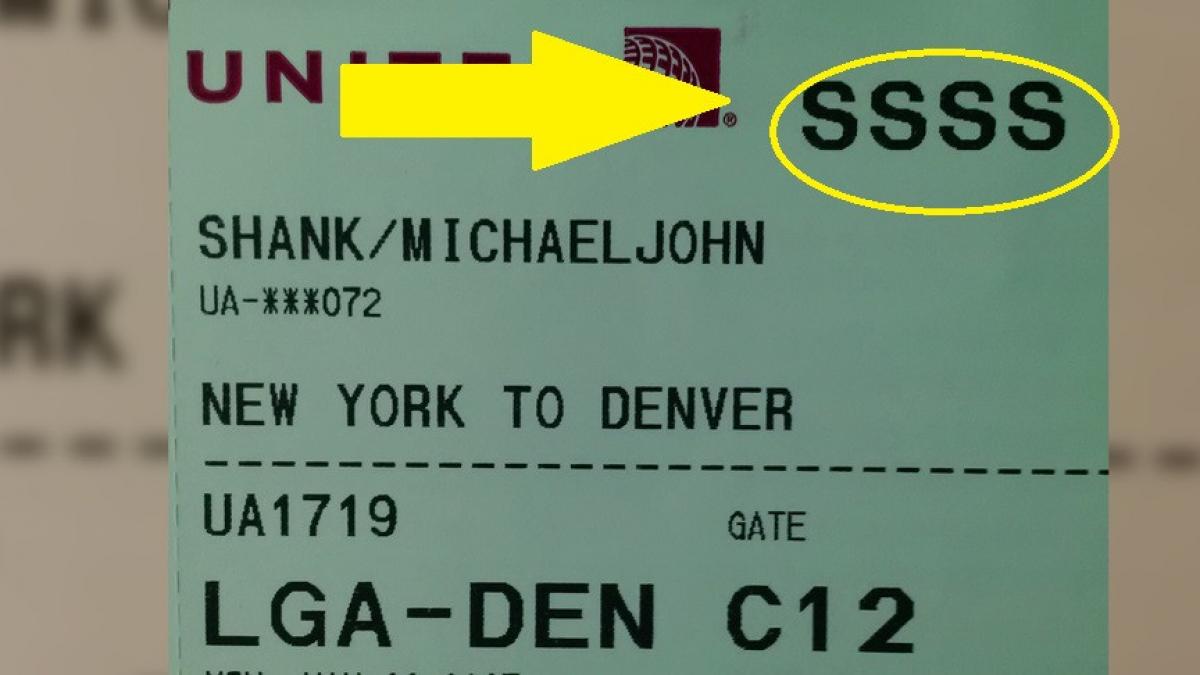 SSSS
SHANK/MICHAELJOHN
UA-***072
NEW YORK TO DENVER
UA1719 GATE
LGA-DEN C12